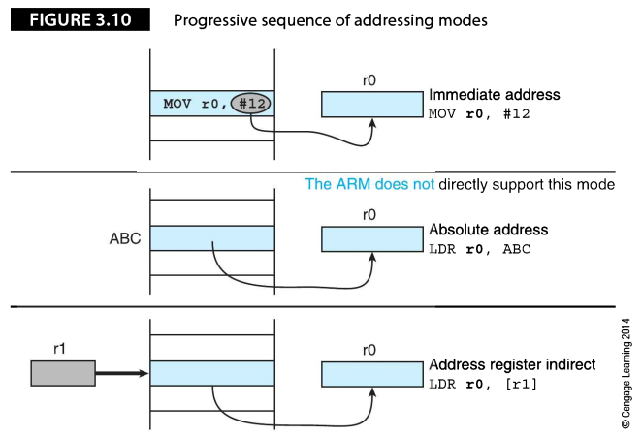 FIGURE 3.10 Progressive sequence of addressing modes
r0
MOV r0, #12
Immediate address
MOV r0, #12
The ARM does not directly support this mode
r0
ABC
Absolute address
LDR r0, ABC
r1
r0
Address register indirect
LDR r0, [r1]
© Cengage Learning 2014